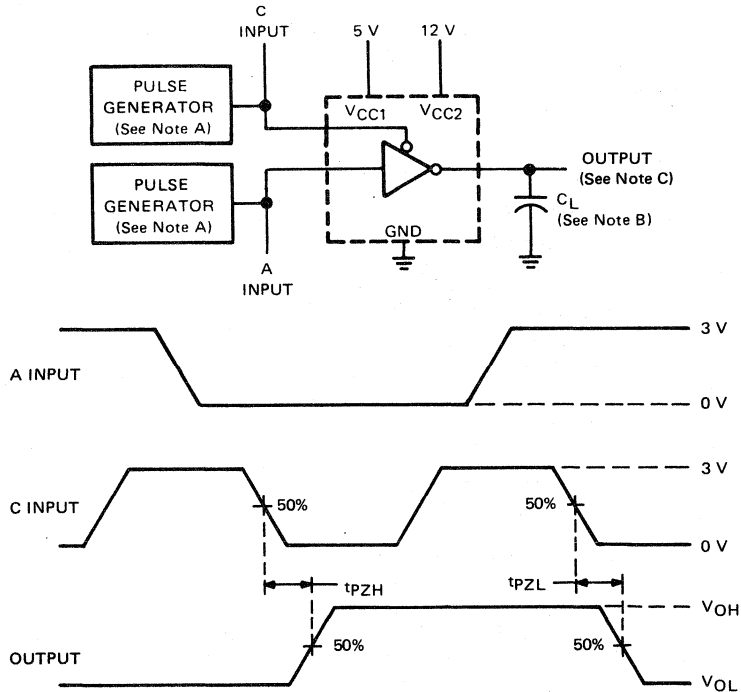 C
INPUT
5 V
12 V
PULSE
GENERATOR
(See Note A)
VCC1
VCC2
PULSE
GENERATOR
(See Note A)
OUTPUT
(See Note C)
CL
(See Note B)
GND
A
INPUT
A INPUT
3 V
0 V
C INPUT
50%
50%
3 V
0 V
tPZH
tPZL
OUTPUT
50%
50%
VOH
VOL